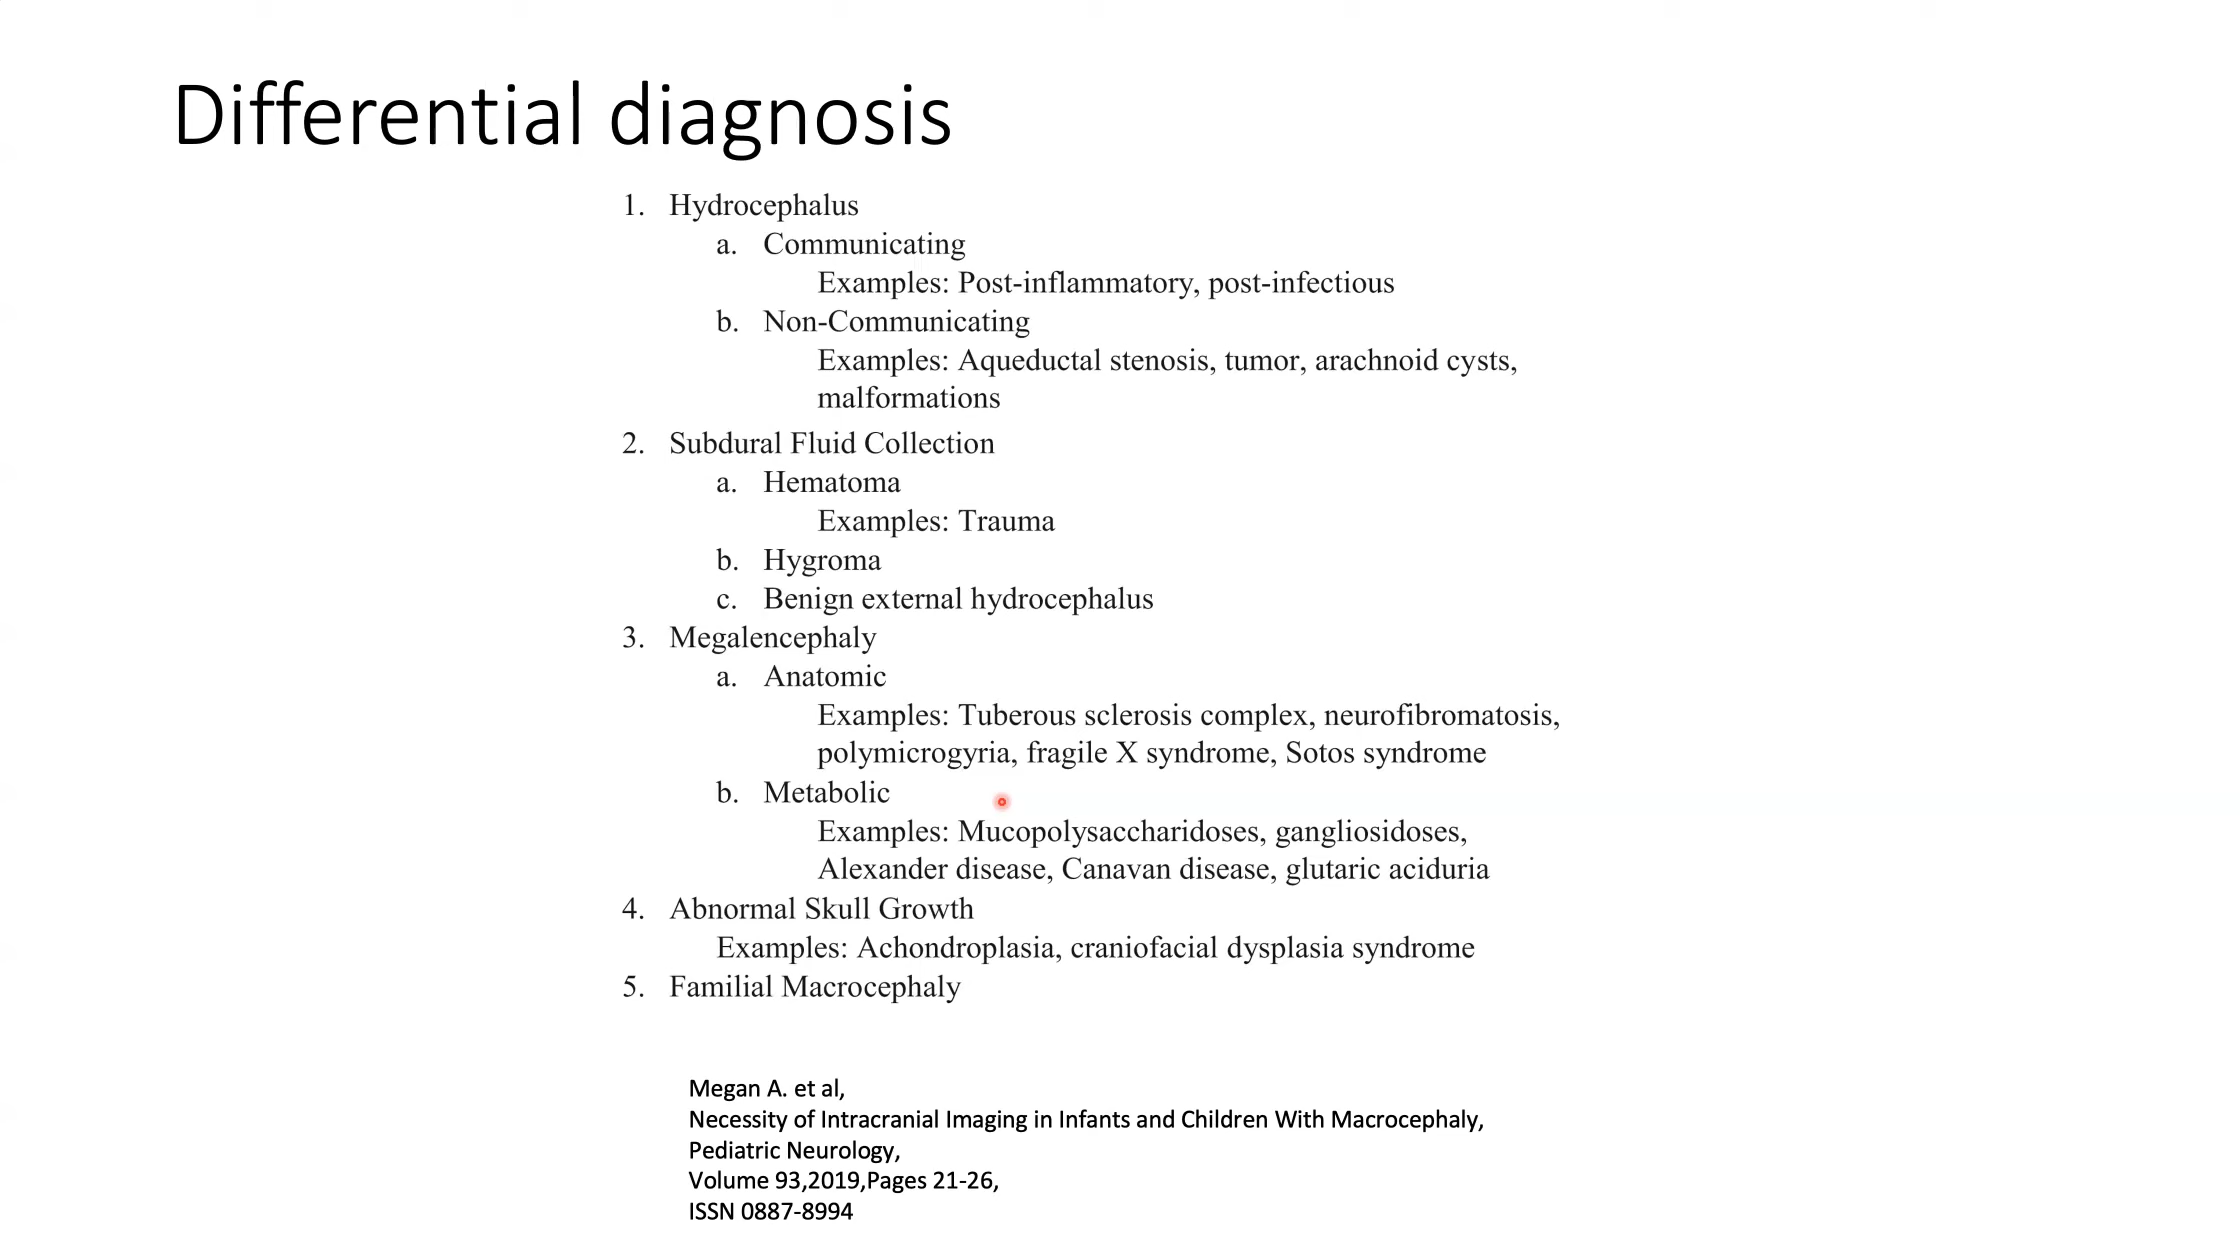 Differential diagnosis
1. Hydrocephalus
a. Communicating
Examples: Post-inflammatory, post-infectious
b. Non-Communicating
Examples: Aqueductal stenosis, tumor, arachnoid cysts,
malformations
2. Subdural Fluid Collection
a. Hematoma
Examples: Trauma
b. Hygroma
c. Benign external hydrocephalus
3. Megalencephaly
a. Anatomic
Examples: Tuberous sclerosis complex, neurofibromatosis,
polymicrogyria, fragile X syndrome, Sotos syndrome
b. Metabolic
Examples: Mucopolysaccharidoses, gangliosidoses,
Alexander disease, Canavan disease, glutaric aciduria
4. Abnormal Skull Growth
Examples: Achondroplasia, craniofacial dysplasia syndrome
5. Familial Macrocephaly
Megan A. et al,
Necessity of Intracranial Imaging in Infants and Children With Macrocephaly,
Pediatric Neurology,
Volume 93,2019,Pages 21-26,
ISSN 0887-8994